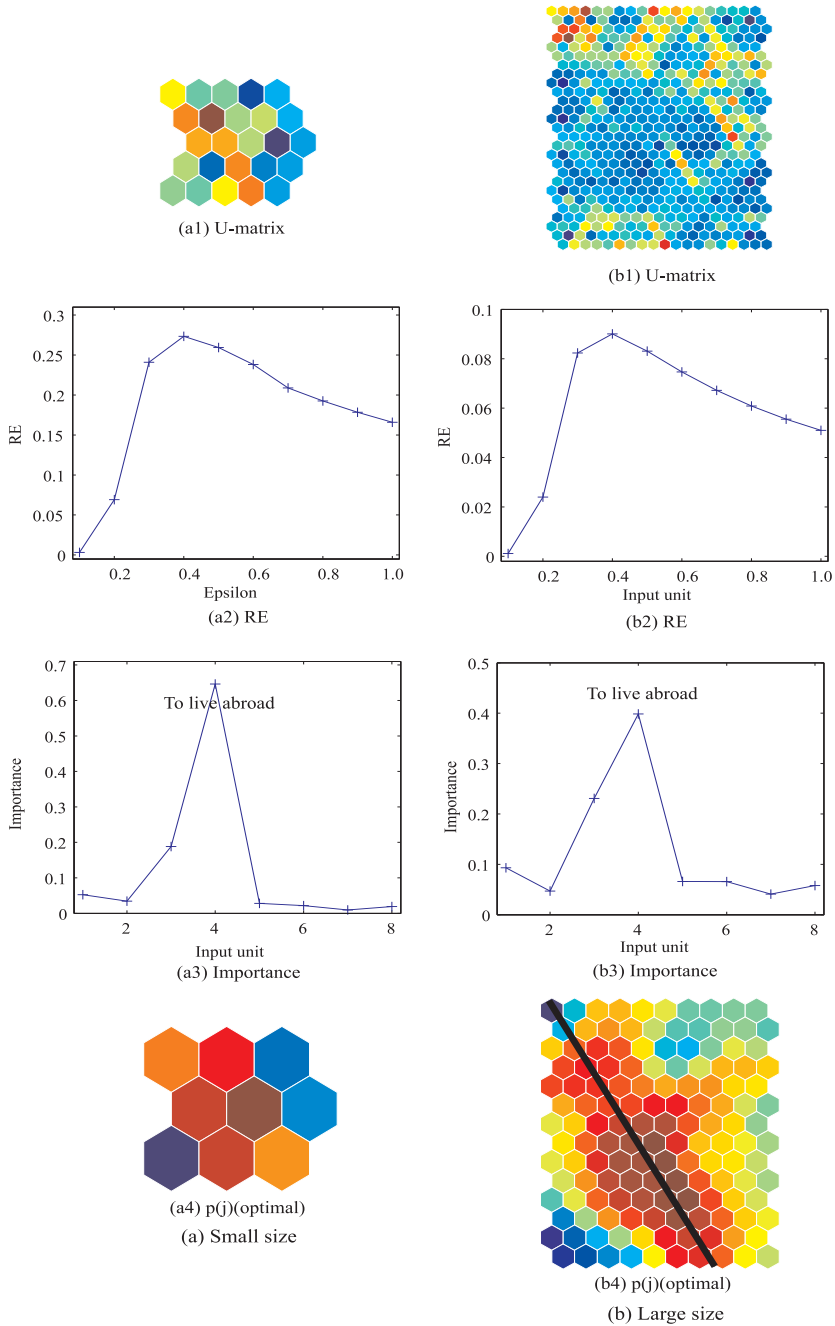 (a1) U-matrix
(b1) U-matrix
0.3
0.25
0.2
0.15
0.1
0.05
0
RE
0.2 0.4 0.6 0.8 1.0
Epsilon
(a2) RE
0.1
0.08
0.06
0.04
0.02
0
RE
0.2 0.4 0.6 0.8 1.0
Input unit
(b2) RE
0.7
0.6
0.5
0.4
0.3
0.2
0.1
0
Importance
To live abroad
2 4 6 8
Input unit
(a3) Importance
0.5
0.4
0.3
0.2
0.1
0
Importance
To live abroad
2 4 6 8
Input unit
(b3) Importance
(a4) p(j)(optimal)
(a) Small size
(b4) p(j)(optimal)
(b) Large size